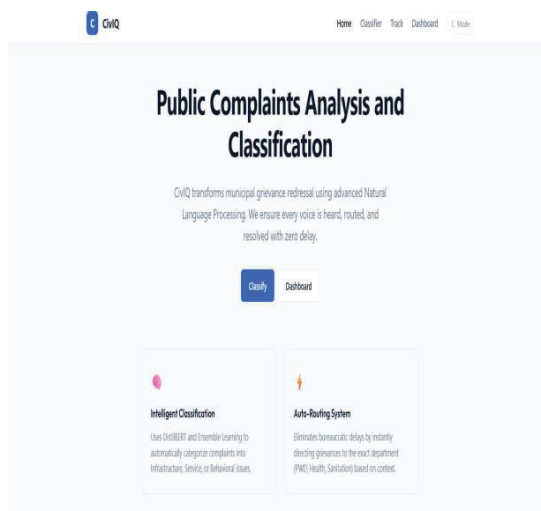 C CivIQ
Home Classifier Track Dashboard ☾ Mode
Public Complaints Analysis and
Classification
CivIQ transforms municipal grievance redressal using advanced Natural
Language Processing. We ensure every voice is heard, routed, and
resolved with zero delay.
Classify Dashboard
Intelligent Classification
Uses DistilBERT and Ensemble Learning to
automatically categorize complaints into
Infrastructure, Service, or Behavioral issues.
Auto-Routing System
Eliminates bureaucratic delays by instantly
directing grievances to the exact department
(PWD, Health, Sanitation) based on context.